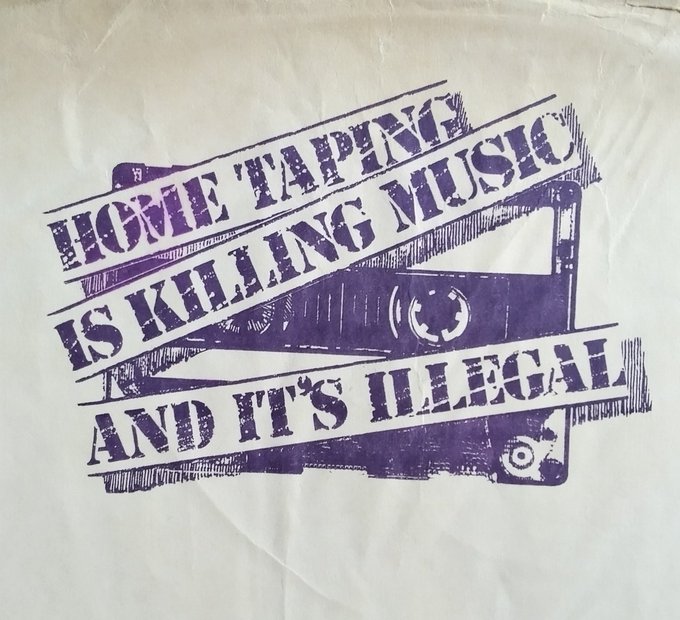 HOME TAPING
IS KILLING MUSIC
AND IT'S ILLEGAL